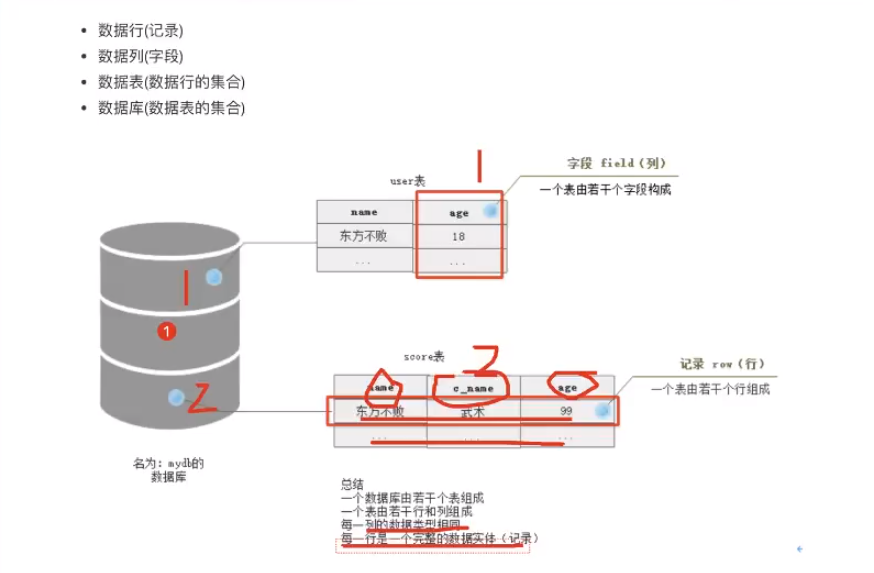 数据行(记录)
数据列(字段)
数据表(数据行的集合)
数据库(数据表的集合)
1
字段 field（列）
一个表由若干个字段构成
user表
name age
东方不败 18
... ...
1
1
score表
2
记录 row（行）
一个表由若干个行组成
name c_name age
2
东方不败 武术 99
... ... ...
名为：mydb的
数据库
总结
一个数据库由若干个表组成
一个表由若干行和列组成
每一列的数据类型相同
每一行是一个完整的数据实体（记录）